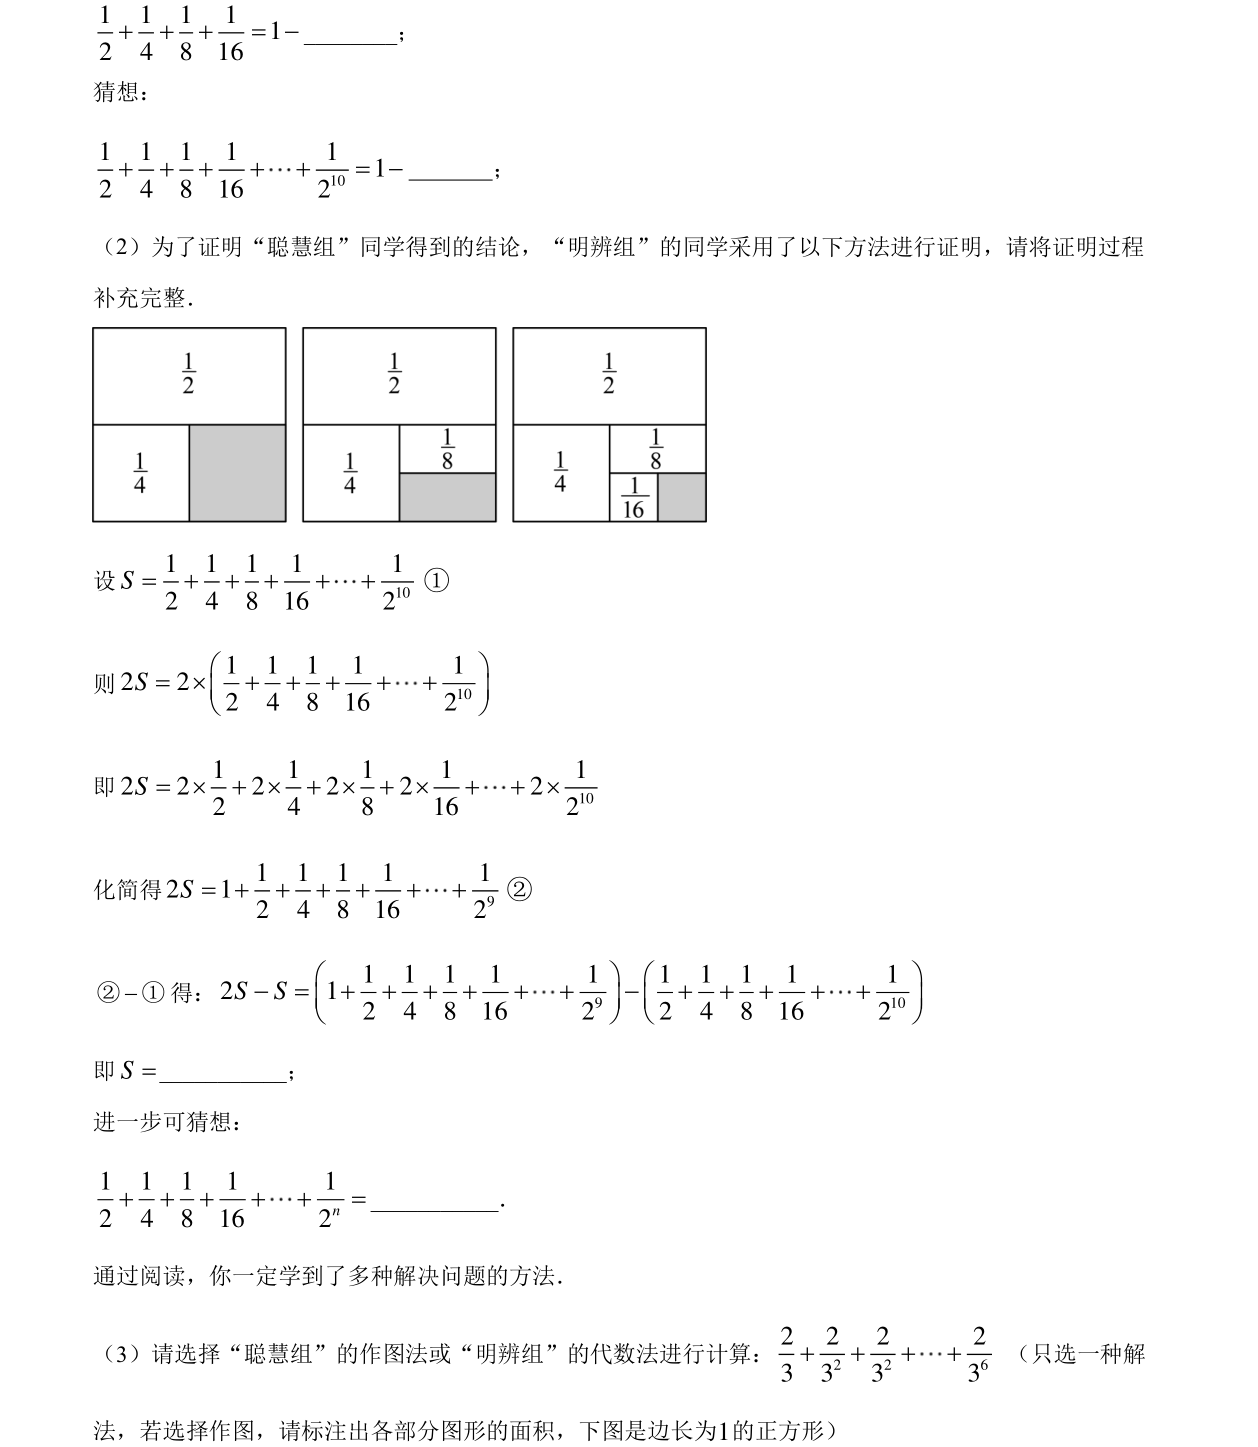 1/2+1/4+1/8+1/16=1−________；
猜想：
1/2+1/4+1/8+1/16+⋯+1/2^10=1−_______；
（2）为了证明“聪慧组”同学得到的结论，“明辨组”的同学采用了以下方法进行证明，请将证明过程
补充完整．
1/2 1/2 1/2
1/4 1/4 1/8 1/4 1/8 1/16
设S=1/2+1/4+1/8+1/16+⋯+1/2^10 ①
则2S=2×(1/2+1/4+1/8+1/16+⋯+1/2^10)
即2S=2×1/2+2×1/4+2×1/8+2×1/16+⋯+2×1/2^10
化简得2S=1+1/2+1/4+1/8+1/16+⋯+1/2^9 ②
②−①得：2S−S=(1+1/2+1/4+1/8+1/16+⋯+1/2^9)−(1/2+1/4+1/8+1/16+⋯+1/2^10)
即S=___________；
进一步可猜想：
1/2+1/4+1/8+1/16+⋯+1/2^n=___________．
通过阅读，你一定学到了多种解决问题的方法．
（3）请选择“聪慧组”的作图法或“明辨组”的代数法进行计算：2/3+2/3^2+2/3^2+⋯+2/3^6 （只选一种解
法，若选择作图，请标注出各部分图形的面积，下图是边长为1的正方形）